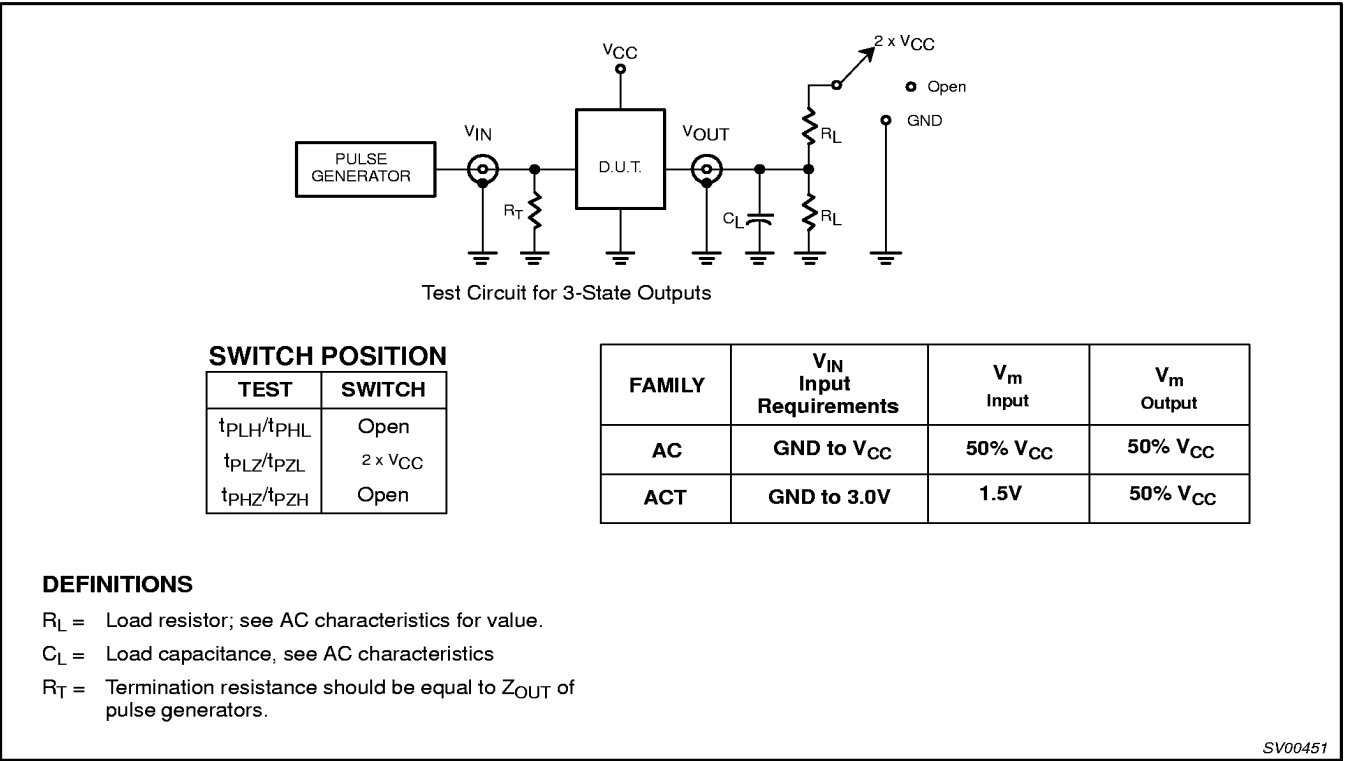 2 x VCC
VCC
Open
VIN
VOUT
RL
GND
PULSE
GENERATOR
D.U.T.
RT
CL
RL
Test Circuit for 3-State Outputs
SWITCH POSITION
TEST SWITCH
tPLH/tPHL Open
tPLZ/tPZL 2 x VCC
tPHZ/tPZH Open
FAMILY VIN Input Requirements Vm Input Vm Output
AC GND to VCC 50% VCC 50% VCC
ACT GND to 3.0V 1.5V 50% VCC
DEFINITIONS
RL = Load resistor; see AC characteristics for value.
CL = Load capacitance, see AC characteristics
RT = Termination resistance should be equal to ZOUT of
pulse generators.
SV00451